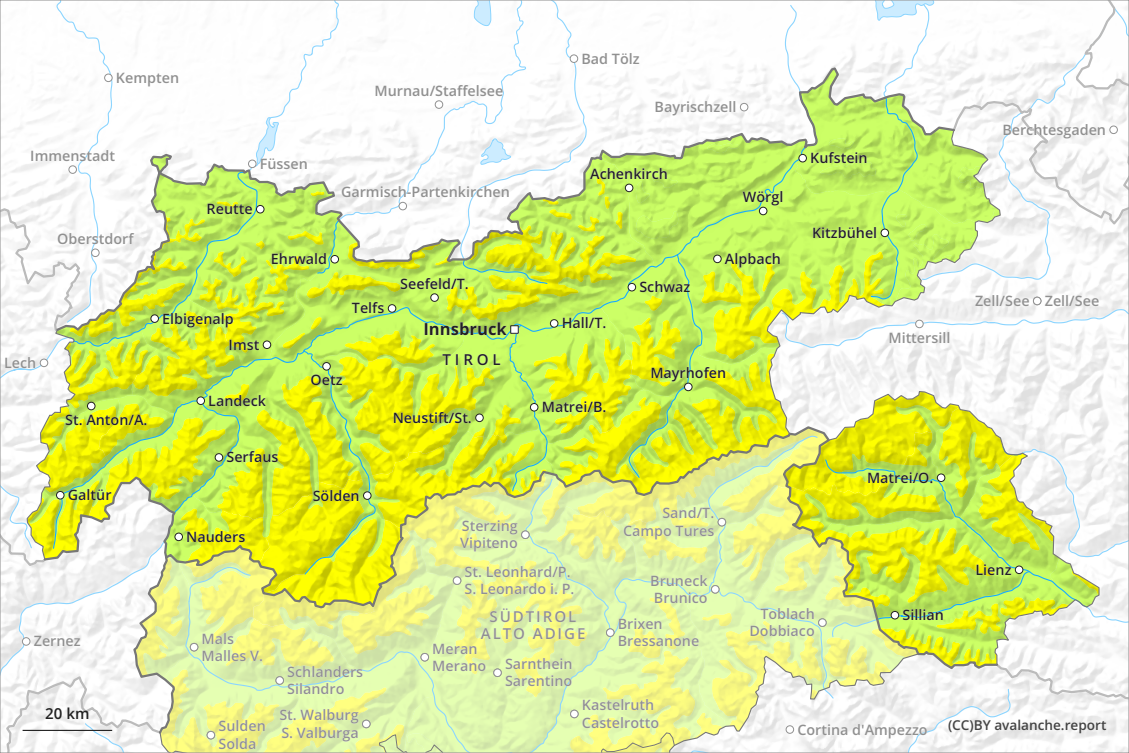 Kempten
Bad Tölz
Murnau/Staffelsee
Bayrischzell
Berchtesgaden
Immenstadt
Füssen
Kufstein
Achenkirch
Garmisch-Partenkirchen
Wörgl
Reutte
Kitzbühel
Oberstdorf
Ehrwald
Alpbach
Seefeld/T.
Schwaz
Zell/See
Zell/See
Telfs
Elbigenalp
Innsbruck
Hall/T.
Mittersill
Imst
TIROL
Lech
Oetz
Mayrhofen
Landeck
Matrei/B.
St. Anton/A.
Neustift/St.
Serfaus
Matrei/O.
Galtür
Sölden
Sand/T.
Campo Tures
Sterzing
Vipiteno
Nauders
Lienz
St. Leonhard/P.
S. Leonardo i. P.
Bruneck
Brunico
Sillian
SÜDTIROL
ALTO ADIGE
Toblach
Dobbiaco
Brixen
Bressanone
Zernez
Mals
Malles V.
Meran
Merano
Sarnthein
Sarentino
Schlanders
Silandro
20 km
St. Walburg
S. Valburga
Kastelruth
Castelrotto
Sulden
Solda
Cortina d'Ampezzo
(CC)BY avalanche.report